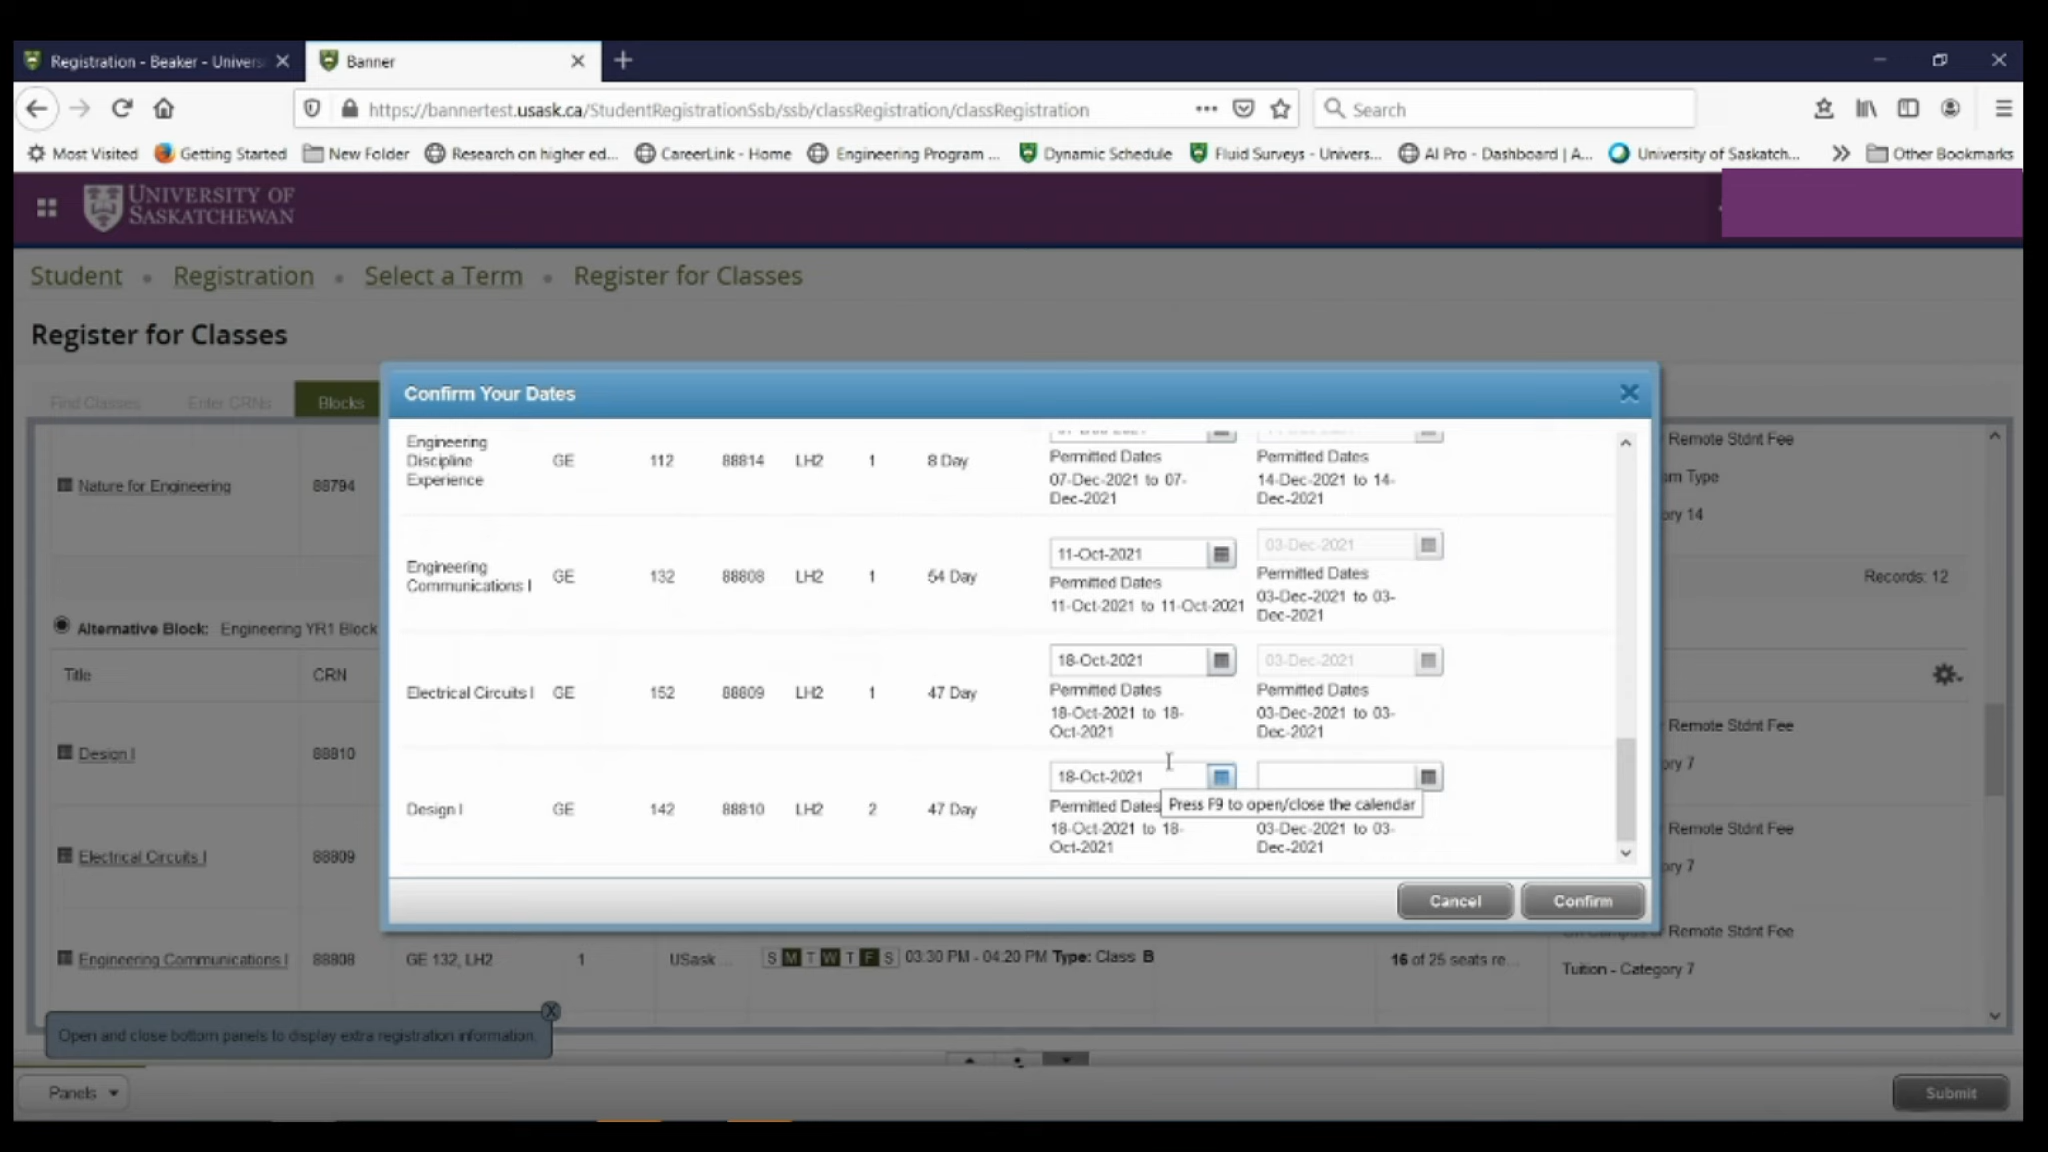 Registration - Beaker - Univers
Banner
https://bannertest.usask.ca/StudentRegistrationSsb/ssb/classRegistration/classRegistration
Search
Most Visited
Getting Started
New Folder
Research on higher ed...
CareerLink - Home
Engineering Program ...
Dynamic Schedule
Fluid Surveys - Univers...
AI Pro - Dashboard | A...
University of Saskatch...
Other Bookmarks
UNIVERSITY OF
SASKATCHEWAN
Student • Registration • Select a Term • Register for Classes
Register for Classes
Find Classes
Enter CRNs
Blocks
Confirm Your Dates
Engineering
Discipline
Experience
GE
112
88814
LH2
1
8 Day
Permitted Dates
07-Dec-2021 to 07-
Dec-2021
Permitted Dates
14-Dec-2021 to 14-
Dec-2021
Engineering
Communications I
GE
132
88808
LH2
1
54 Day
11-Oct-2021
Permitted Dates
11-Oct-2021 to 11-Oct-2021
03-Dec-2021
Permitted Dates
03-Dec-2021 to 03-
Dec-2021
Electrical Circuits I
GE
152
88809
LH2
1
47 Day
18-Oct-2021
Permitted Dates
18-Oct-2021 to 18-
Oct-2021
03-Dec-2021
Permitted Dates
03-Dec-2021 to 03-
Dec-2021
Design I
GE
142
88810
LH2
2
47 Day
18-Oct-2021
Permitted Dates
18-Oct-2021 to 18-
Oct-2021
Press F9 to open/close the calendar
03-Dec-2021 to 03-
Dec-2021
Cancel
Confirm
Nature for Engineering
88794
Remote Stdnt Fee
Type
14
Records: 12
Alternative Block: Engineering YR1 Block
Title
CRN
Design I
88810
Remote Stdnt Fee
7
Electrical Circuits I
88809
Remote Stdnt Fee
7
Engineering Communications I
88808
GE 132, LH2
1
USask ...
S M T W T F S 03:30 PM - 04:20 PM Type: Class B
16 of 25 seats re...
Remote Stdnt Fee
Tuition - Category 7
Open and close bottom panels to display extra registration information.
Panels
Submit